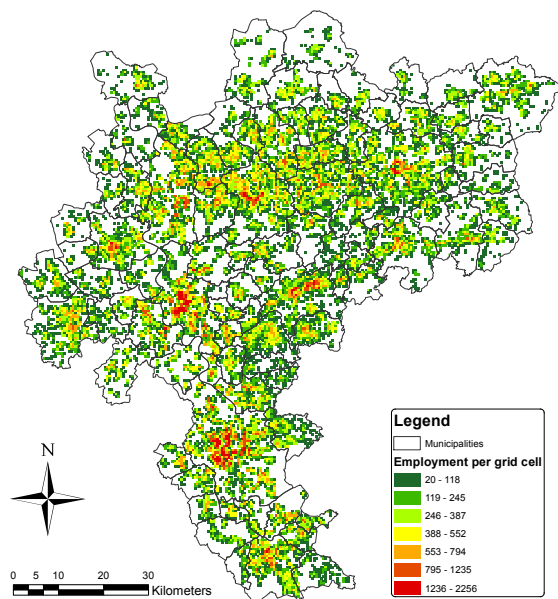 Legend
Municipalities
Employment per grid cell
20 - 118
119 - 245
246 - 387
388 - 552
553 - 794
795 - 1235
1236 - 2256
N
0 5 10 20 30
Kilometers